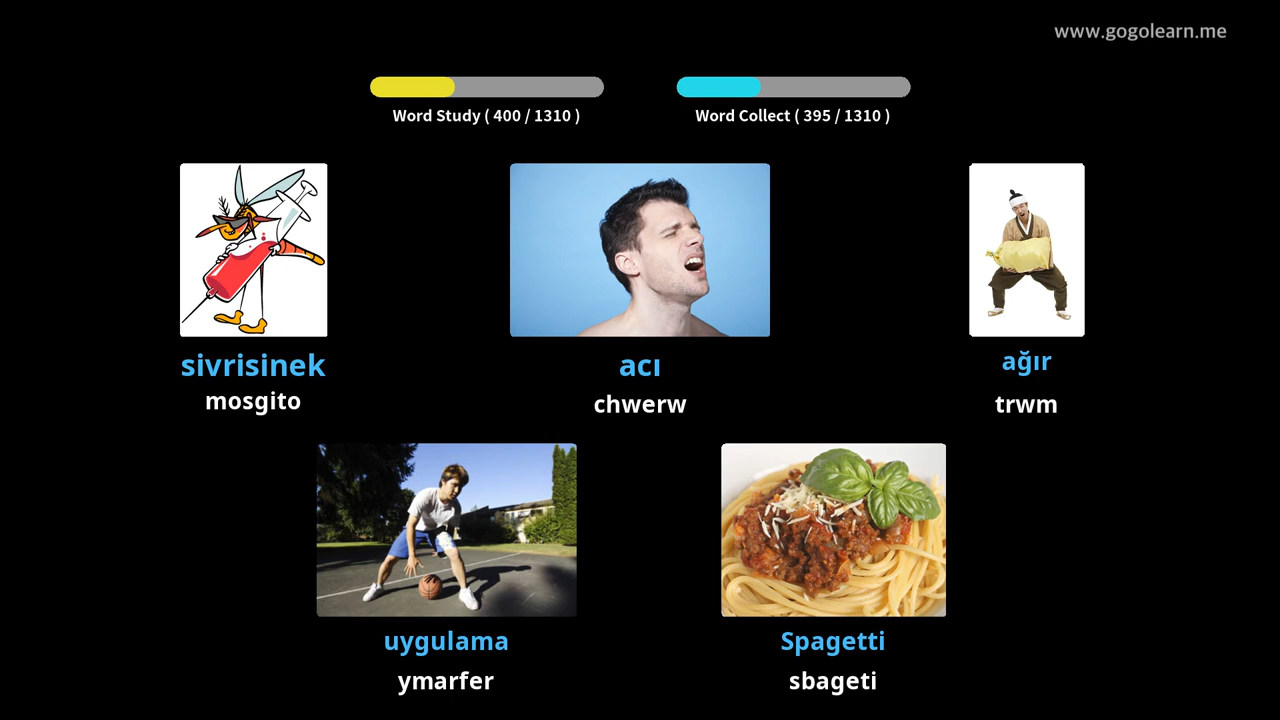 www.gogolearn.me
Word Study ( 400 / 1310 )
Word Collect ( 395 / 1310 )
sivrisinek
mosgito
acı
chwerw
ağır
trwm
uygulama
ymarfer
Spagetti
sbageti